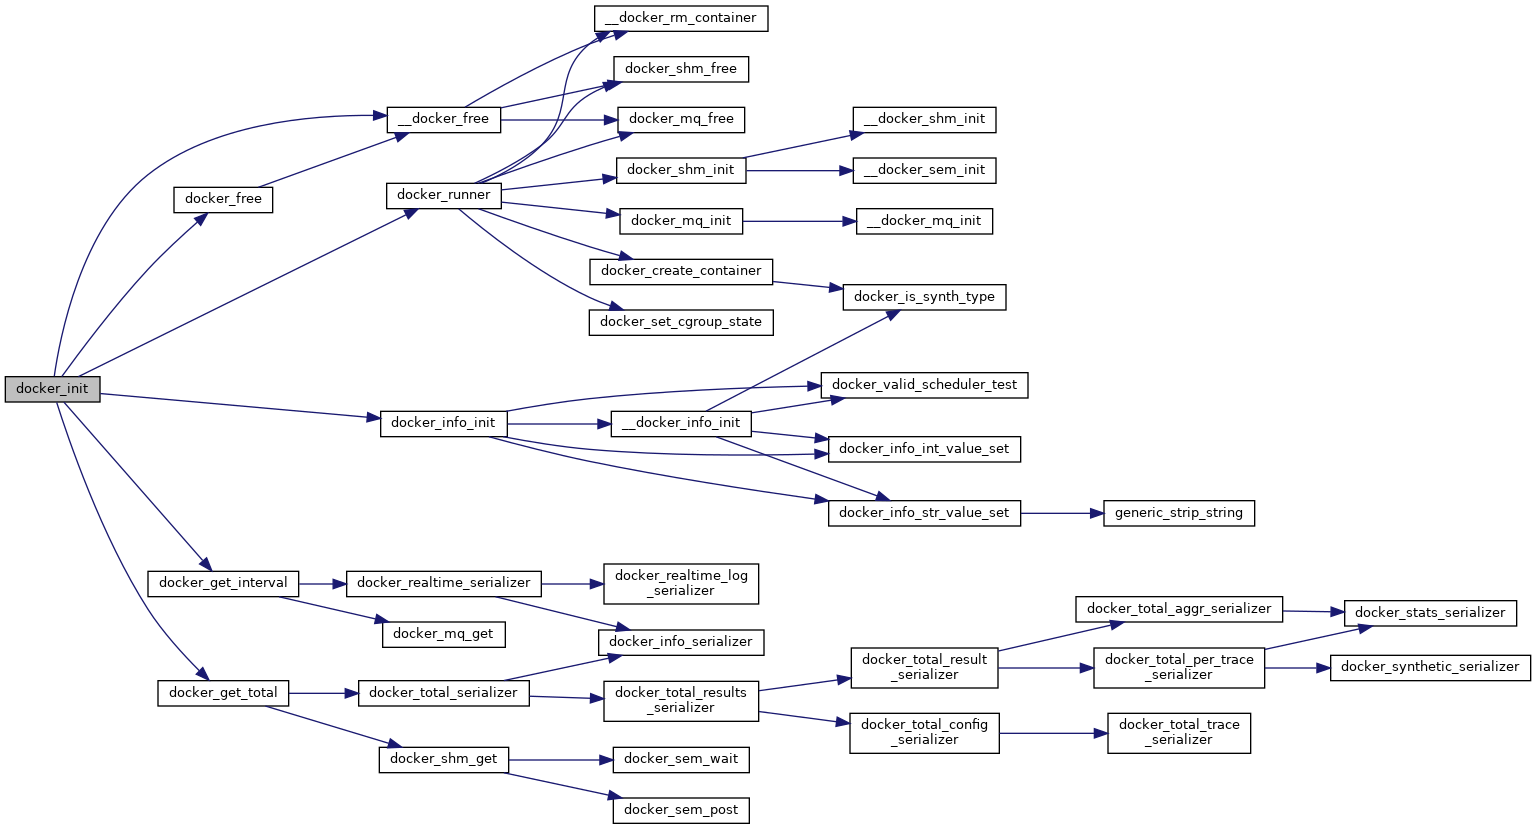 __docker_rm_container
docker_shm_free
__docker_free
docker_mq_free
__docker_shm_init
docker_shm_init
__docker_sem_init
docker_free
docker_runner
docker_mq_init
__docker_mq_init
docker_create_container
docker_is_synth_type
docker_set_cgroup_state
docker_init
docker_valid_scheduler_test
docker_info_init
__docker_info_init
docker_info_int_value_set
docker_info_str_value_set
generic_strip_string
docker_get_interval
docker_realtime_serializer
docker_realtime_log
_serializer
docker_mq_get
docker_info_serializer
docker_total_aggr_serializer
docker_stats_serializer
docker_total_result
_serializer
docker_total_per_trace
_serializer
docker_synthetic_serializer
docker_get_total
docker_total_serializer
docker_total_results
_serializer
docker_total_config
_serializer
docker_total_trace
_serializer
docker_shm_get
docker_sem_wait
docker_sem_post